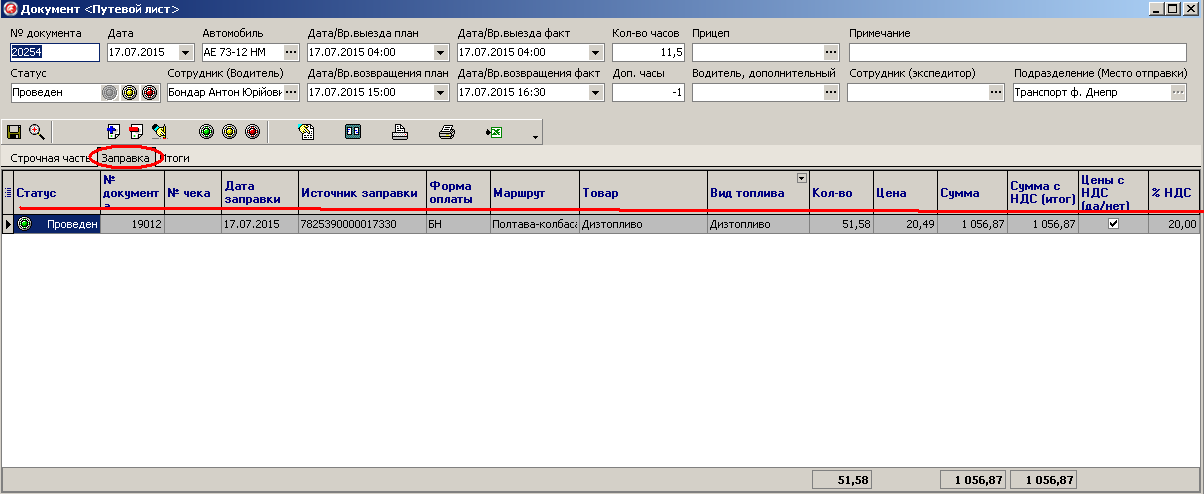 Документ <Путевой лист>
№ документа Дата Автомобиль Дата/Вр.выезда план Дата/Вр.выезда факт Кол-во часов Прицеп Примечание
20254 17.07.2015 АЕ 73-12 НМ 17.07.2015 04:00 17.07.2015 04:00 11,5
Статус Сотрудник (Водитель) Дата/Вр.возвращения план Дата/Вр.возвращения факт Доп. часы Водитель, дополнительный Сотрудник (экспедитор) Подразделение (Место отправки)
Проведен Бондар Антон Юрійови 17.07.2015 15:00 17.07.2015 16:30 -1 Транспорт ф. Днепр
Строчная часть Заправка Итоги
Статус № документа № чека Дата заправки Источник заправки Форма оплаты Маршрут Товар Вид топлива Кол-во Цена Сумма Сумма с НДС (итог) Цены с НДС (да/нет) % НДС
Проведен 19012 17.07.2015 7825390000017330 БН Полтава-колбаса Дизтопливо Дизтопливо 51,58 20,49 1 056,87 1 056,87 20,00
51,58 1 056,87 1 056,87